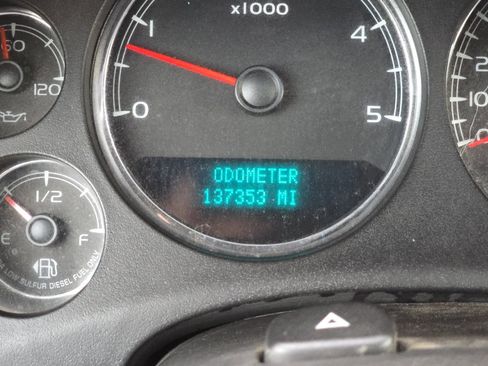 x1000
60
120
1
4
0
5
ODOMETER
137353 MI
1/2
E
F
LOW SULFUR DIESEL FUEL ONLY